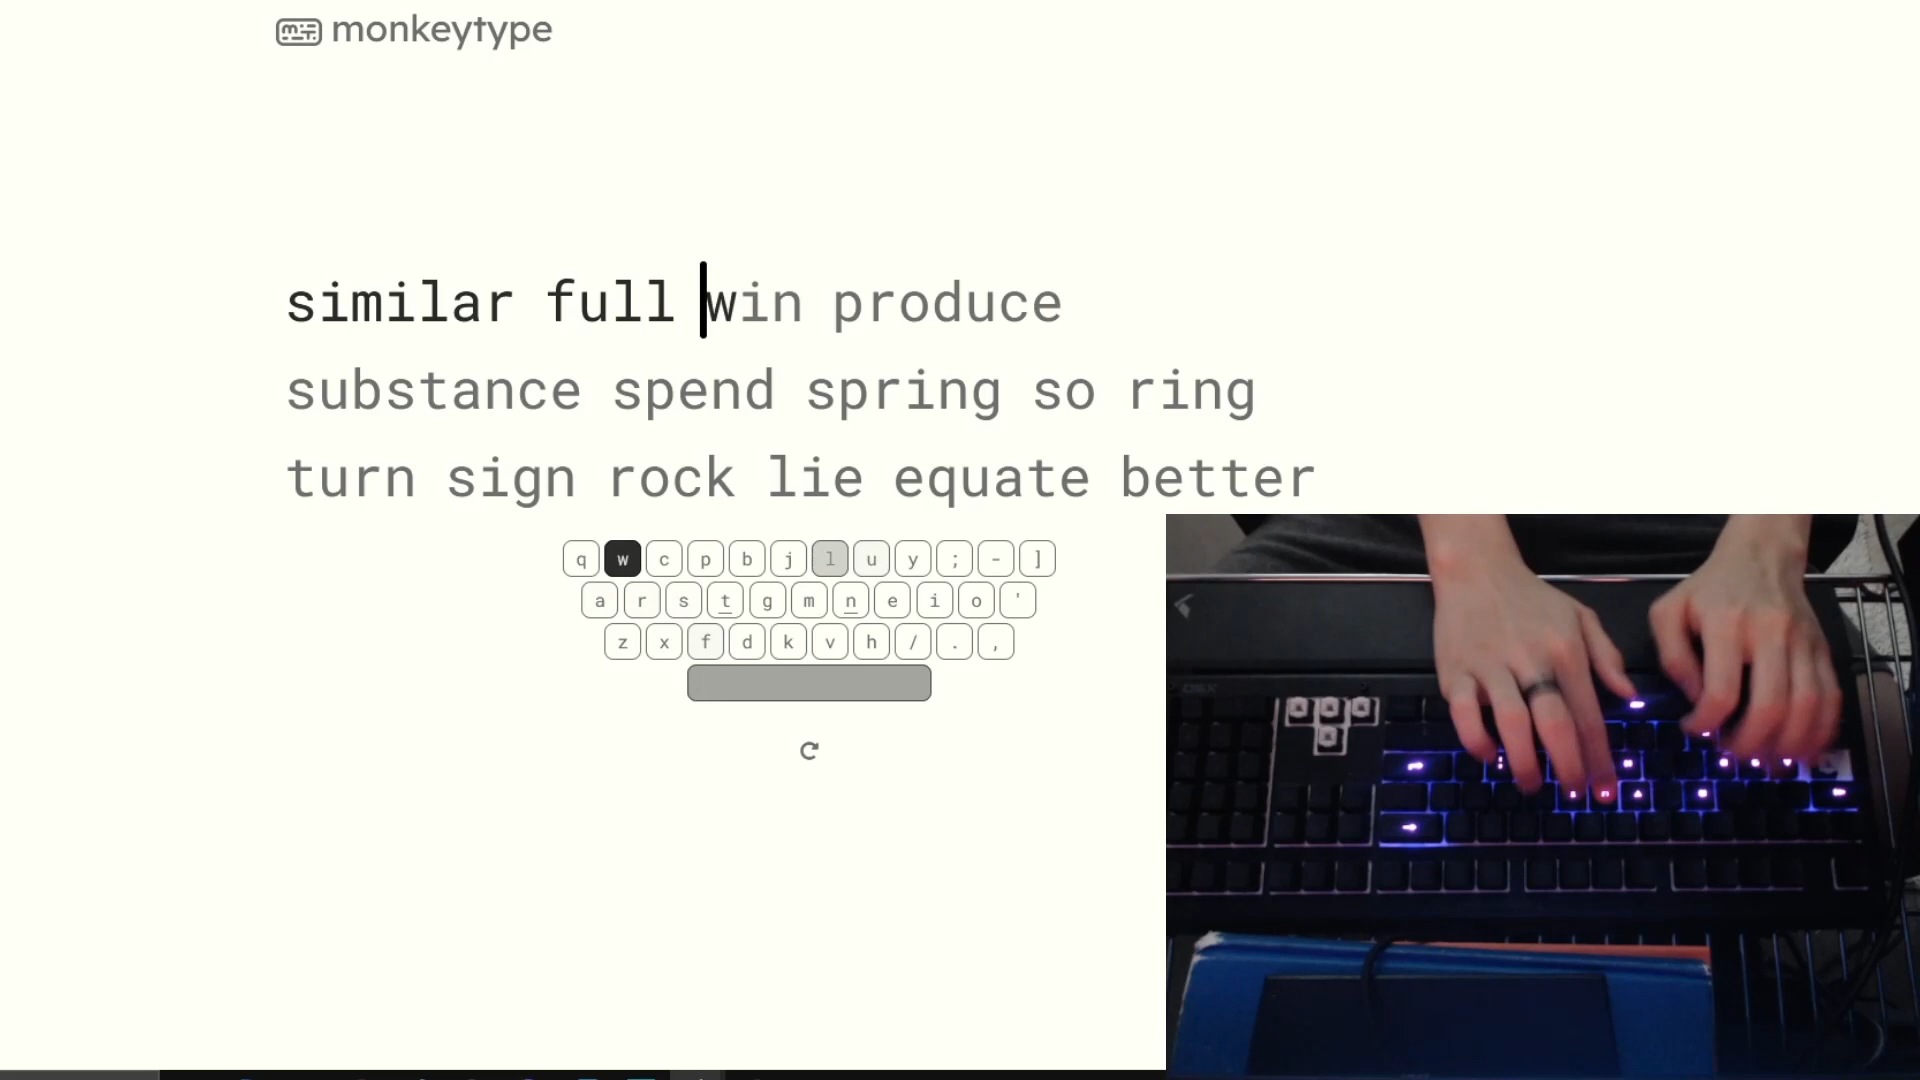 monkeytype
similar full win produce
substance spend spring so ring
turn sign rock lie equate better
q w c p b j l u y ; - ]
a r s t g m n e i o '
z x f d k v h / . ,